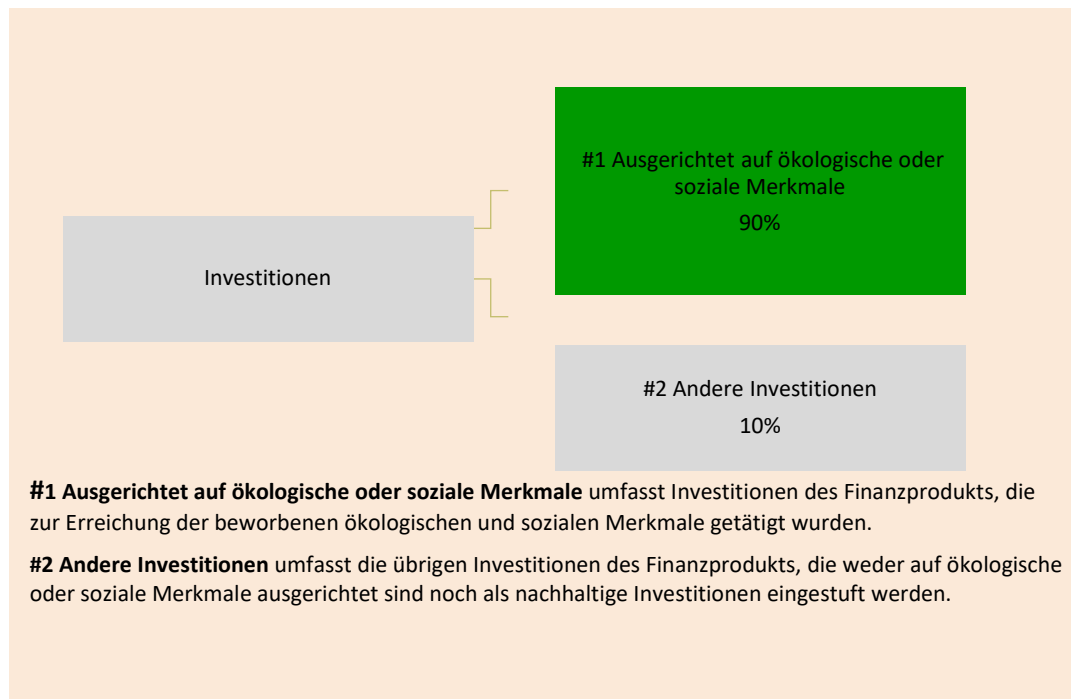 #1 Ausgerichtet auf ökologische oder
soziale Merkmale
90%
Investitionen
#2 Andere Investitionen
10%
#1 Ausgerichtet auf ökologische oder soziale Merkmale umfasst Investitionen des Finanzprodukts, die
zur Erreichung der beworbenen ökologischen und sozialen Merkmale getätigt wurden.
#2 Andere Investitionen umfasst die übrigen Investitionen des Finanzprodukts, die weder auf ökologische
oder soziale Merkmale ausgerichtet sind noch als nachhaltige Investitionen eingestuft werden.